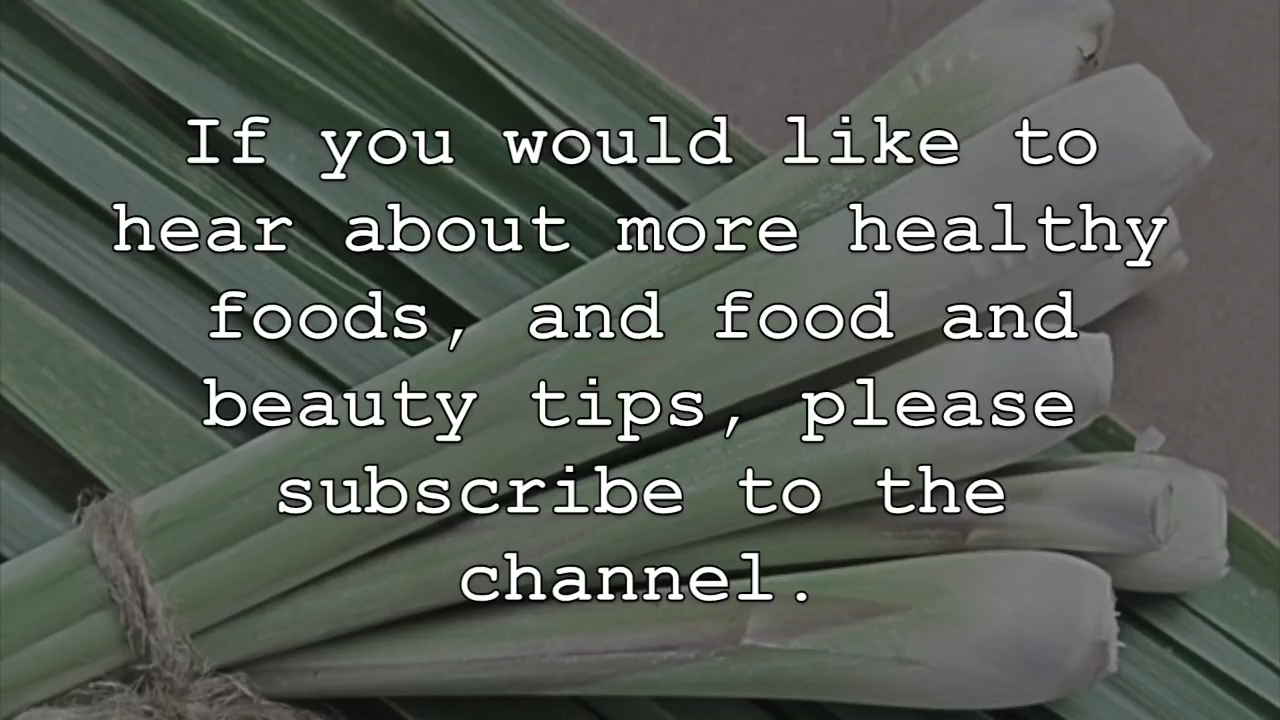 If you would like to
hear about more healthy
foods, and food and
beauty tips, please
subscribe to the
channel.